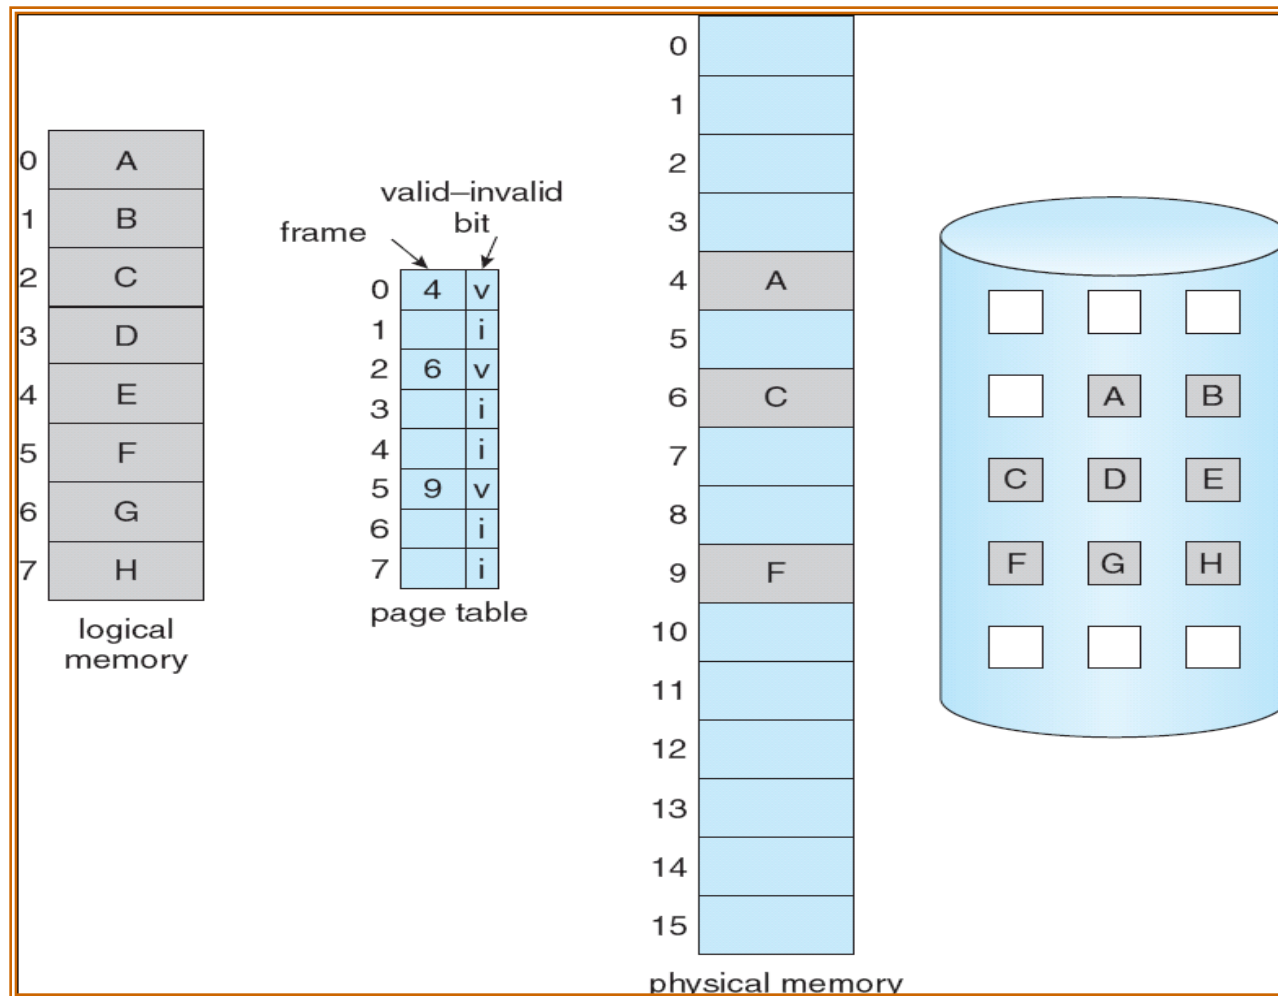 0 A
1 B
2 C
3 D
4 E
5 F
6 G
7 H
logical
memory
valid–invalid
bit
frame
0 4 v
1 i
2 6 v
3 i
4 i
5 9 v
6 i
7 i
page table
0
1
2
3
4 A
5
6 C
7
8
9 F
10
11
12
13
14
15
physical memory
A B
C D E
F G H